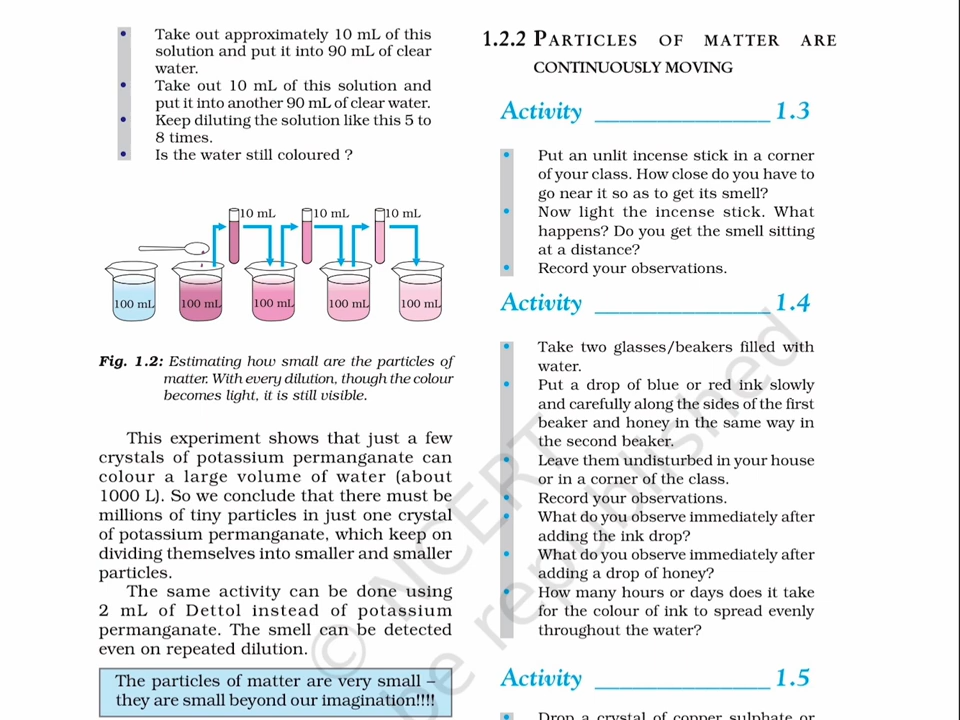 Take out approximately 10 mL of this
solution and put it into 90 mL of clear
water.
Take out 10 mL of this solution and
put it into another 90 mL of clear water.
Keep diluting the solution like this 5 to
8 times.
Is the water still coloured ?
10 mL 10 mL 10 mL
100 mL 100 mL 100 mL 100 mL 100 mL
Fig. 1.2: Estimating how small are the particles of
matter. With every dilution, though the colour
becomes light, it is still visible.
This experiment shows that just a few
crystals of potassium permanganate can
colour a large volume of water (about
1000 L). So we conclude that there must be
millions of tiny particles in just one crystal
of potassium permanganate, which keep on
dividing themselves into smaller and smaller
particles.
The same activity can be done using
2 mL of Dettol instead of potassium
permanganate. The smell can be detected
even on repeated dilution.
The particles of matter are very small –
they are small beyond our imagination!!!!
1.2.2 PARTICLES OF MATTER ARE
CONTINUOUSLY MOVING
Activity ______________ 1.3
Put an unlit incense stick in a corner
of your class. How close do you have to
go near it so as to get its smell?
Now light the incense stick. What
happens? Do you get the smell sitting
at a distance?
Record your observations.
Activity ______________ 1.4
Take two glasses/beakers filled with
water.
Put a drop of blue or red ink slowly
and carefully along the sides of the first
beaker and honey in the same way in
the second beaker.
Leave them undisturbed in your house
or in a corner of the class.
Record your observations.
What do you observe immediately after
adding the ink drop?
What do you observe immediately after
adding a drop of honey?
How many hours or days does it take
for the colour of ink to spread evenly
throughout the water?
Activity ______________ 1.5
Drop a crystal of copper sulphate or
© NCERT
be republished